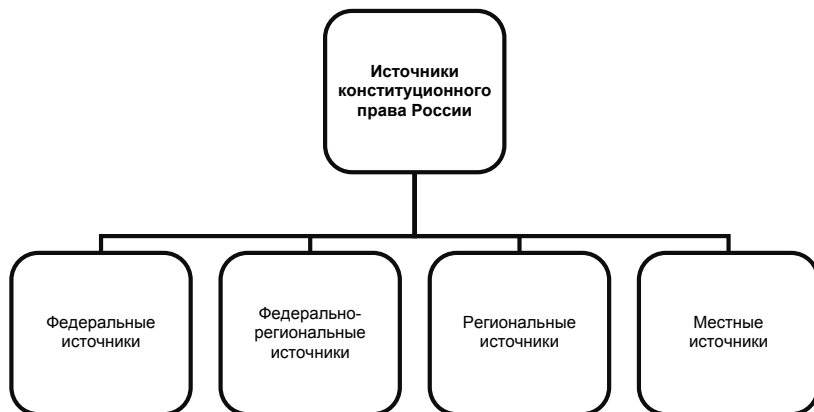 Источники
конституционного
права России
Федеральные
источники
Федерально-
региональные
источники
Региональные
источники
Местные
источники